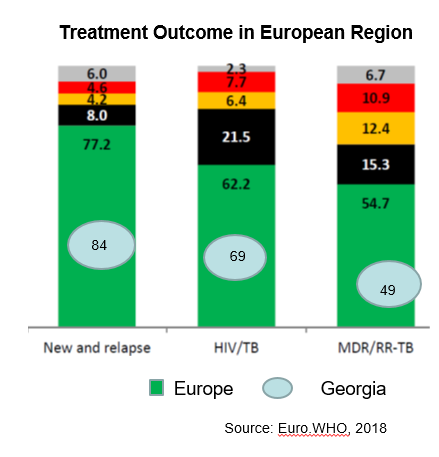 Treatment Outcome in European Region
6.0 2.3 6.7
4.6 7.7 10.9
4.2 6.4 12.4
8.0 21.5 15.3
77.2 62.2 54.7
84 69 49
New and relapse HIV/TB MDR/RR-TB
Europe Georgia
Source: Euro.WHO, 2018